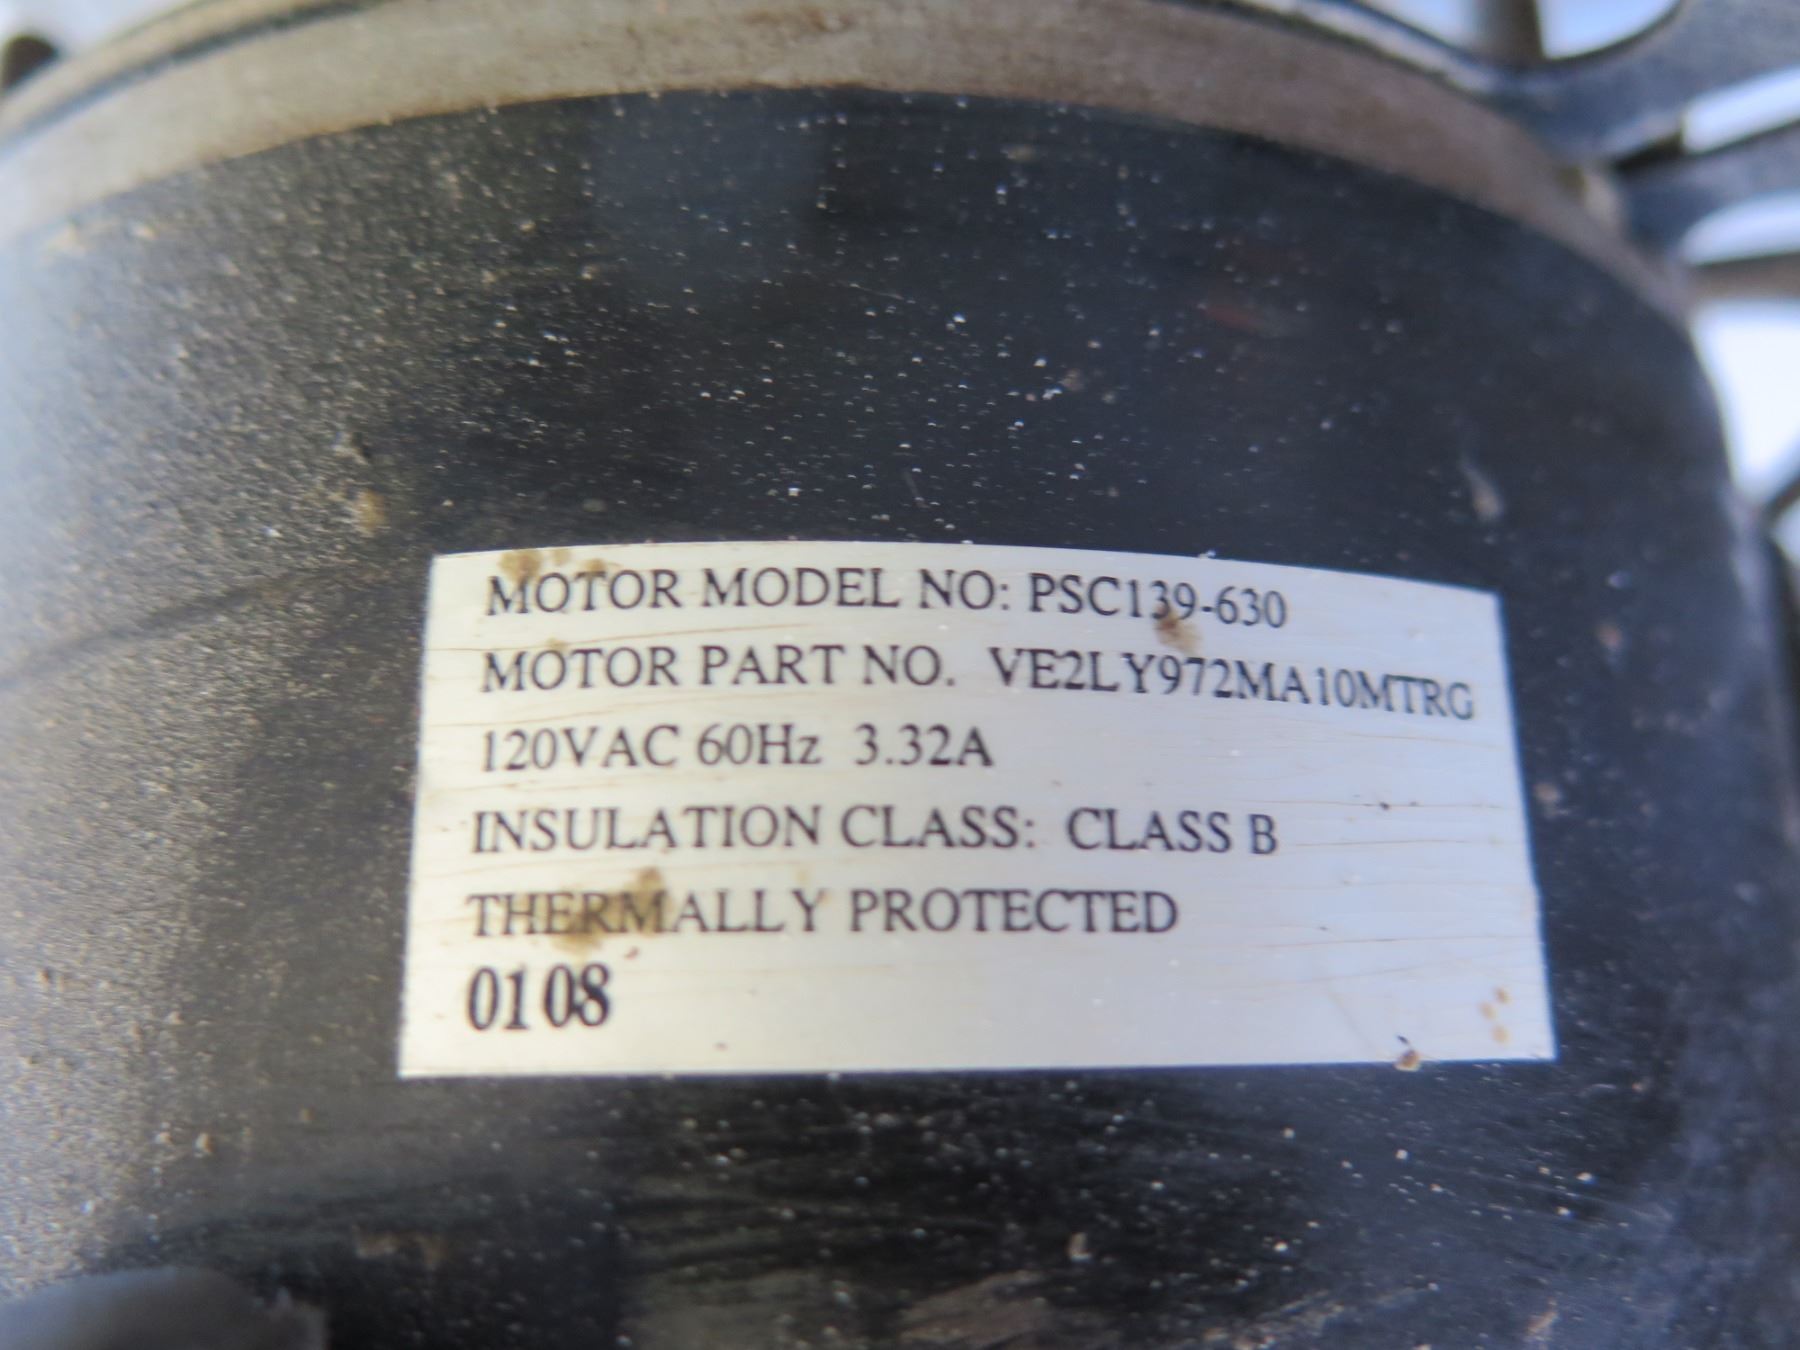 MOTOR MODEL NO: PSC139-630
MOTOR PART NO. VE2LY972MA10MTRG
120VAC 60Hz 3.32A
INSULATION CLASS: CLASS B
THERMALLY PROTECTED
0108